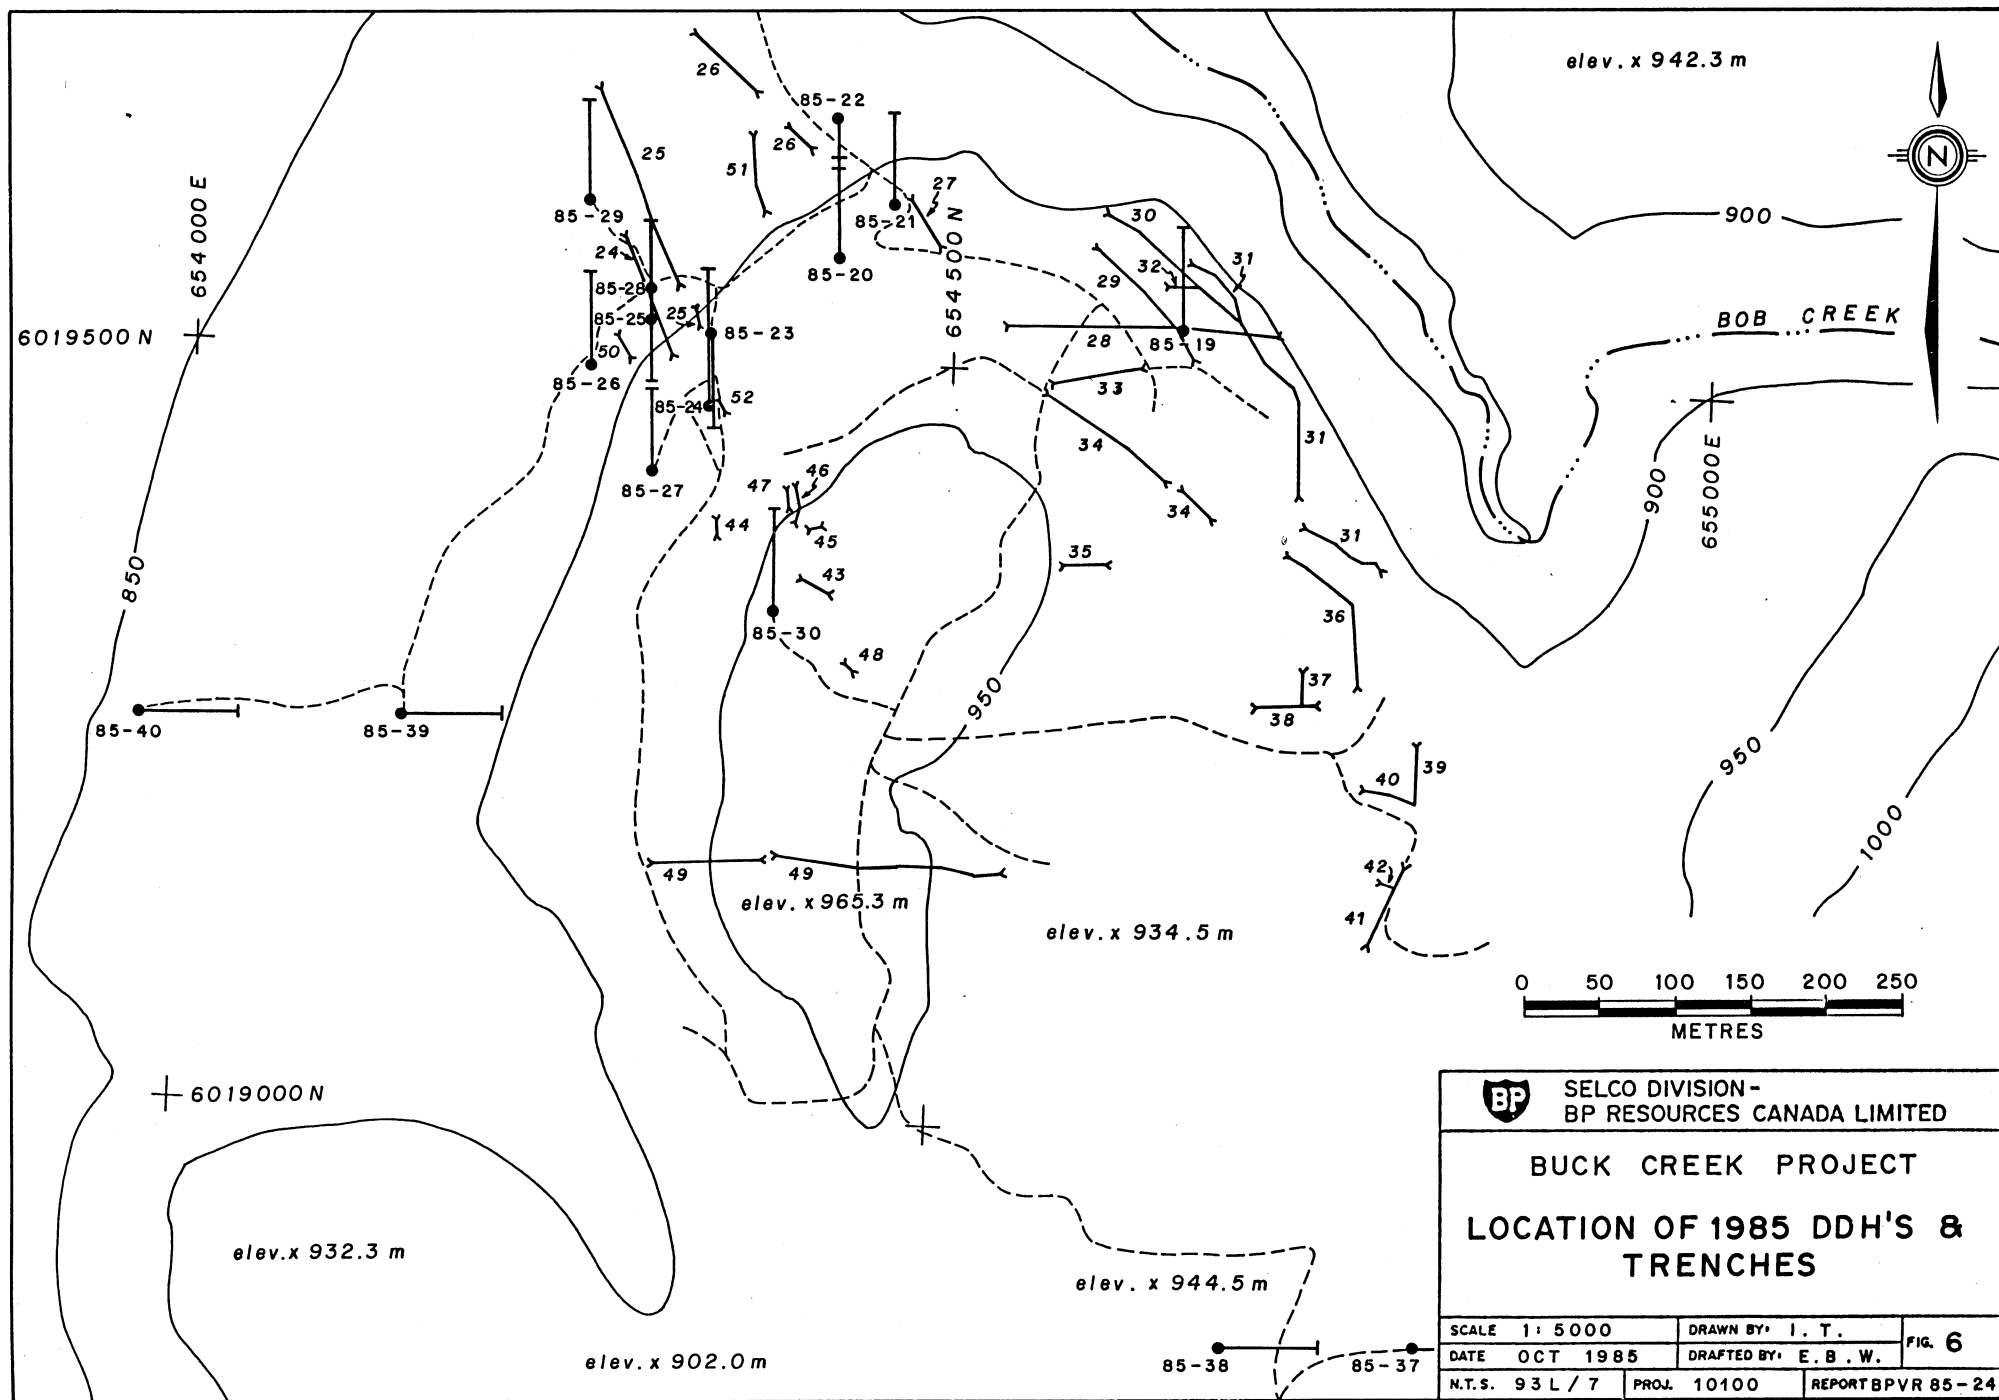 elev. x 942.3 m
26
85-22
26
25
51
85-29
24
27
85-21
654000 E
654500 N
85-20
30
31
32
29
900
N
85-28
85-25
25
85-23
6019500 N
50
85-26
28
85-19
33
BOB CREEK
85-24
52
34
31
85-27
47
46
44
45
34
31
900
655000E
850
43
35
36
85-30
48
37
38
950
85-40
85-39
39
40
950
1000
49
49
42
41
elev. x 965.3 m
elev. x 934.5 m
0 50 100 150 200 250
METRES
6019000 N
BP
SELCO DIVISION-
BP RESOURCES CANADA LIMITED
BUCK CREEK PROJECT
LOCATION OF 1985 DDH'S &
TRENCHES
elev. x 932.3 m
elev. x 944.5 m
elev. x 902.0 m
85-38
85-37
SCALE 1: 5000
DRAWN BY: I. T.
FIG. 6
DATE OCT 1985
DRAFTED BY: E. B. W.
N.T.S. 93 L / 7
PROJ. 10100
REPORT BPVR 85-24